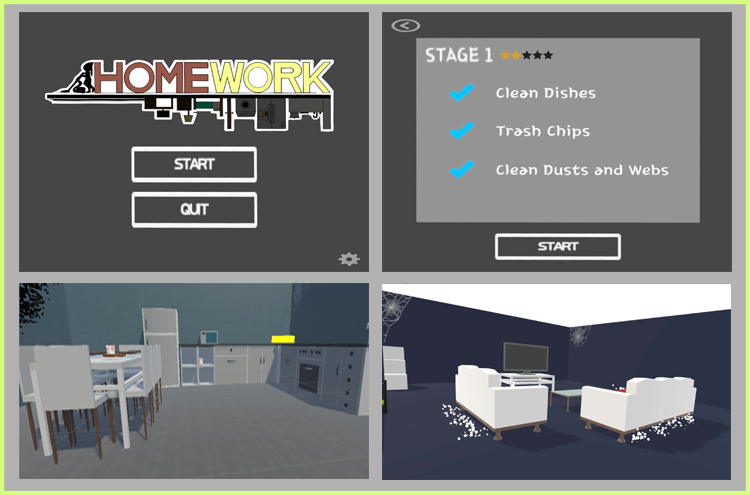 HOMEWORK
START
QUIT
STAGE 1
Clean Dishes
Trash Chips
Clean Dusts and Webs
START